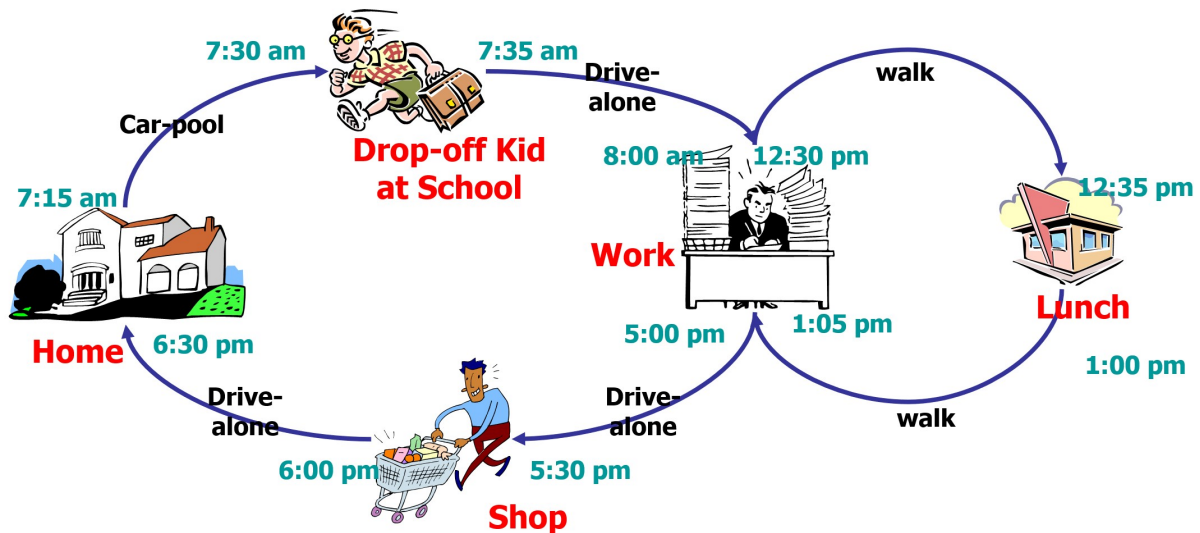 7:30 am
7:35 am
Drive-
alone
walk
Car-pool
Drop-off Kid
at School
8:00 am
12:30 pm
7:15 am
12:35 pm
Work
Lunch
Home
6:30 pm
5:00 pm
1:05 pm
1:00 pm
Drive-
alone
Drive-
alone
walk
6:00 pm
5:30 pm
Shop